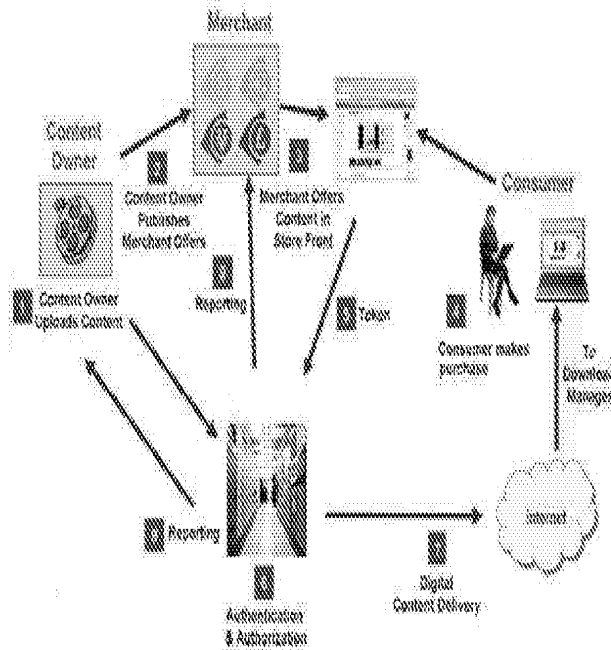 Merchant
Content
Owner
Content Owner
Publishes
Merchant Offers
Merchant Offers
Content in
Store Front
Consumer
Content Owner
Uploads Content
Reporting
Token
Consumer makes
purchase
To
Download
Manager
Reporting
Internet
7
Digital
Content Delivery
Authentication
& Authorization